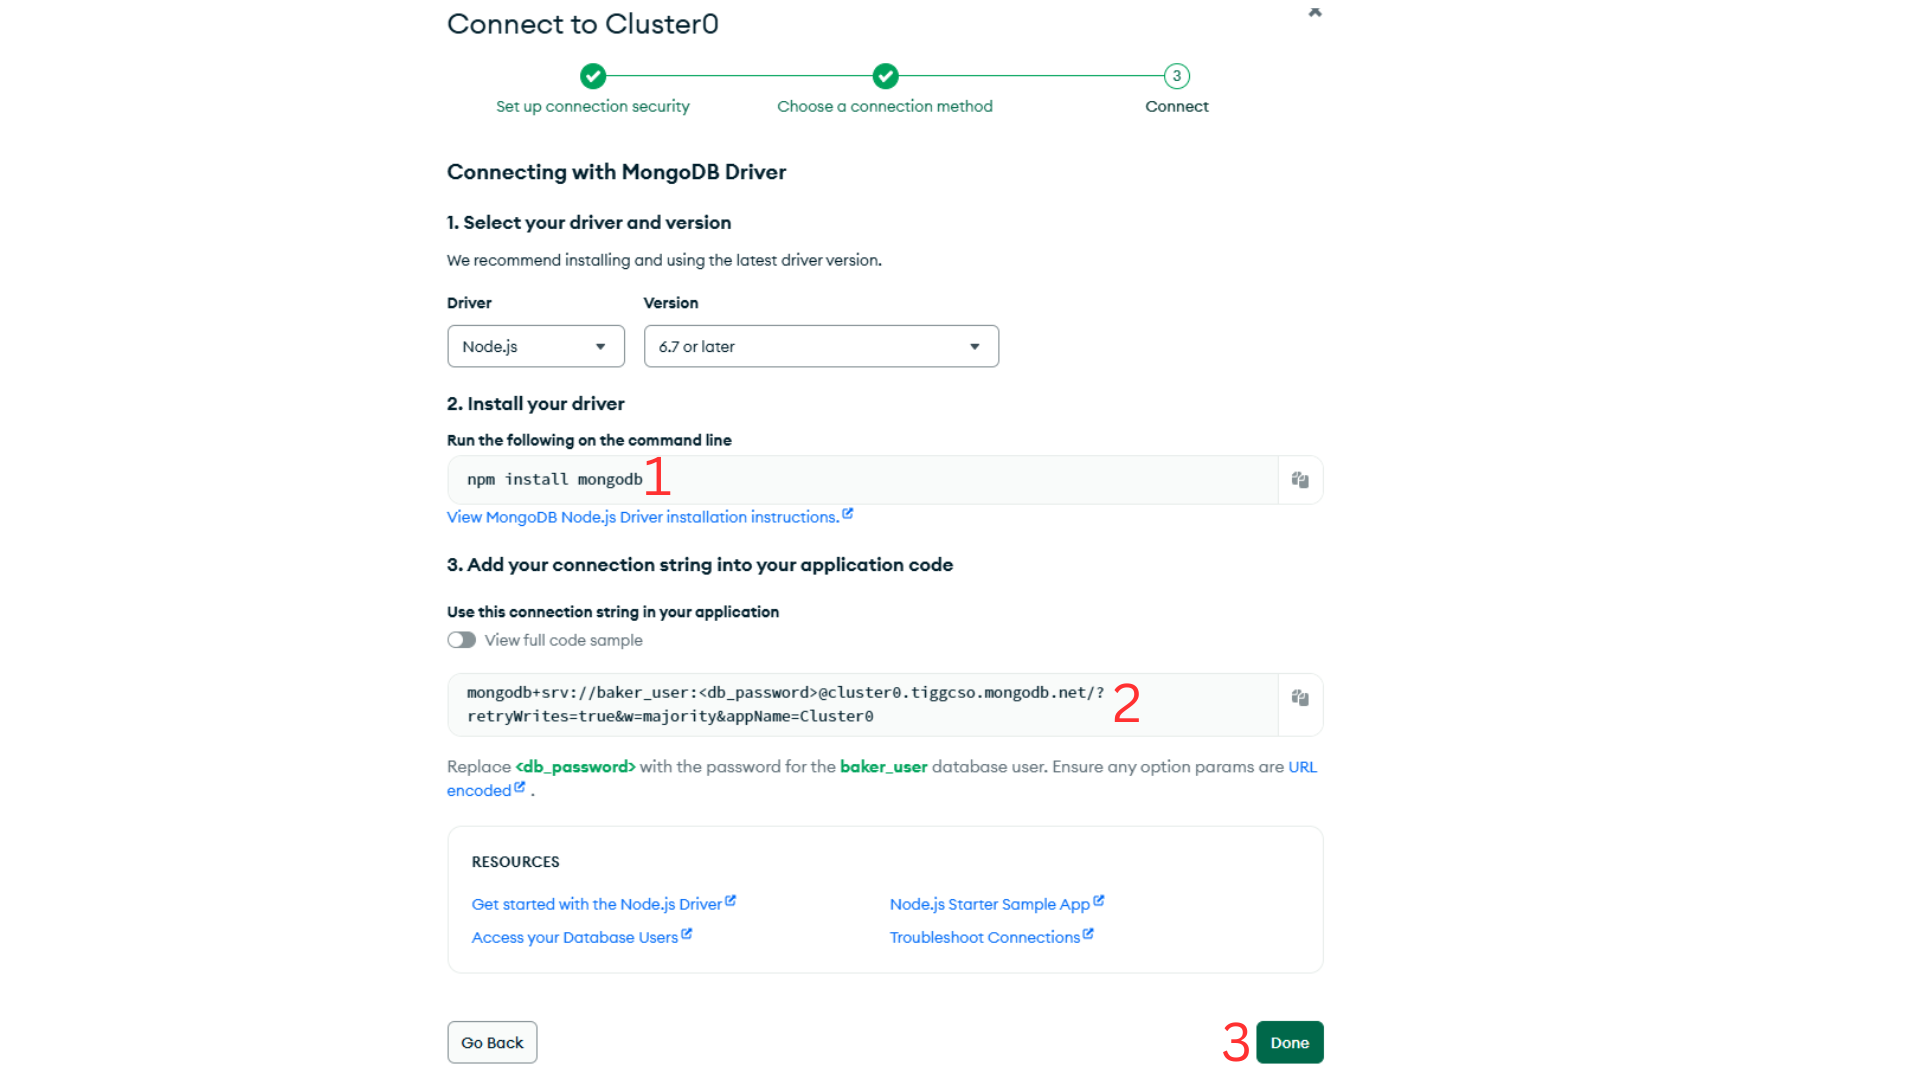 Connect to Cluster0
3
Set up connection security
Choose a connection method
Connect
Connecting with MongoDB Driver
1. Select your driver and version
We recommend installing and using the latest driver version.
Driver
Version
Node.js
6.7 or later
2. Install your driver
Run the following on the command line
npm install mongodb
1
View MongoDB Node.js Driver installation instructions.
3. Add your connection string into your application code
Use this connection string in your application
View full code sample
mongodb+srv://baker_user:<db_password>@cluster0.tiggcso.mongodb.net/?
retryWrites=true&w=majority&appName=Cluster0
2
Replace <db_password> with the password for the baker_user database user. Ensure any option params are URL
encoded .
RESOURCES
Get started with the Node.js Driver
Node.js Starter Sample App
Access your Database Users
Troubleshoot Connections
Go Back
3
Done